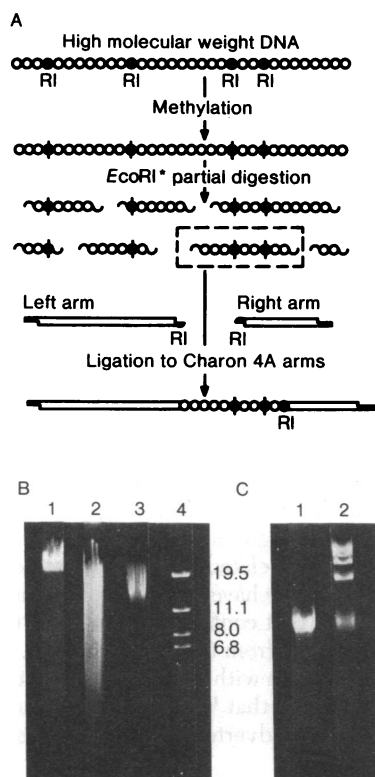 A
High molecular weight DNA
RI RI RI RI
Methylation
EcoRI* partial digestion
Left arm Right arm
RI RI
Ligation to Charon 4A arms
RI
B C
1 2 3 4 1 2
19.5
11.1
8.0
6.8